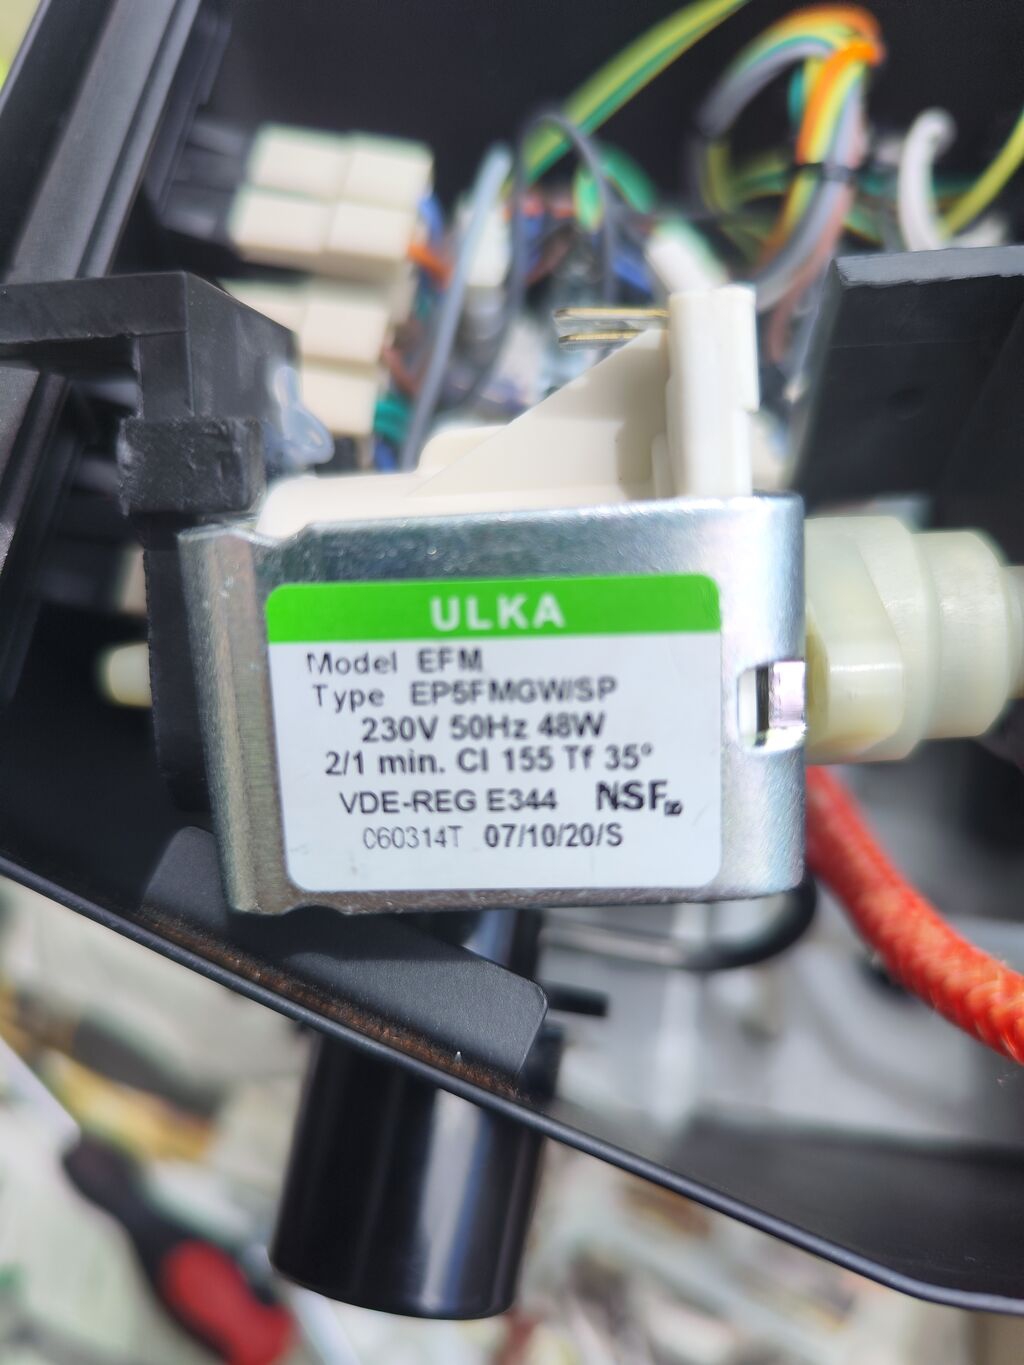 ULKA
Model EFM
Type EP5FMGW/SP
230V 50Hz 48W
2/1 min. Cl 155 Tf 35°
VDE-REG E344 NSF
C60314T 07/10/20/S